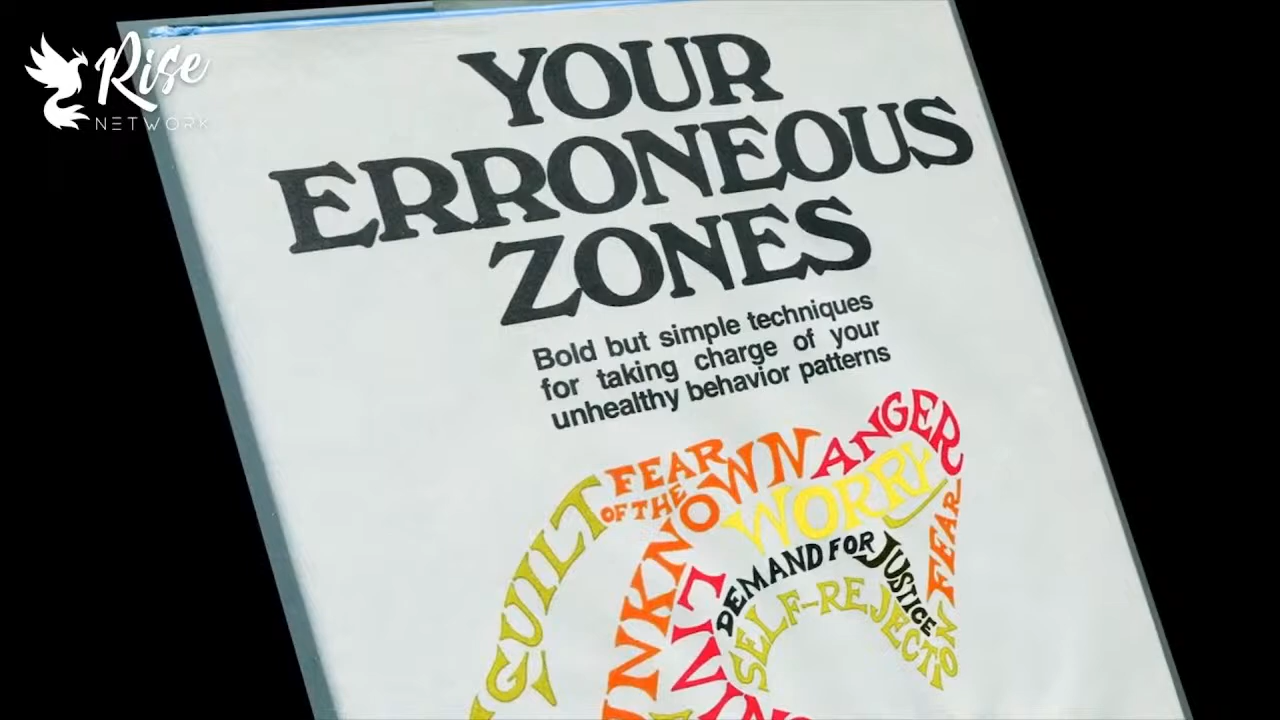 Rise
NETWORK
YOUR
ERRONEOUS
ZONES
Bold but simple techniques
for taking charge of your
unhealthy behavior patterns
GUILT
FEAR
OF THE
UNKNOWN
ANGER
WORRY
FEAR
DEMAND FOR JUSTICE
SELF-REJECTON